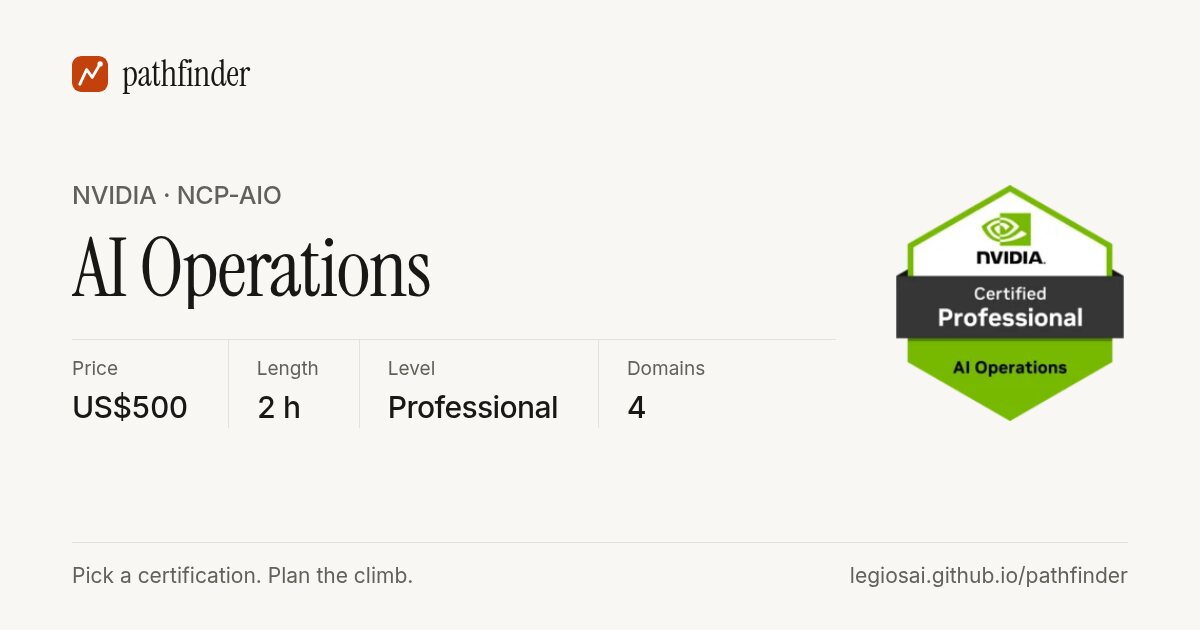 pathfinder
NVIDIA · NCP-AIO
AI Operations
Price
US$500
Length
2 h
Level
Professional
Domains
4
NVIDIA.
Certified
Professional
AI Operations
Pick a certification. Plan the climb.
legiosai.github.io/pathfinder